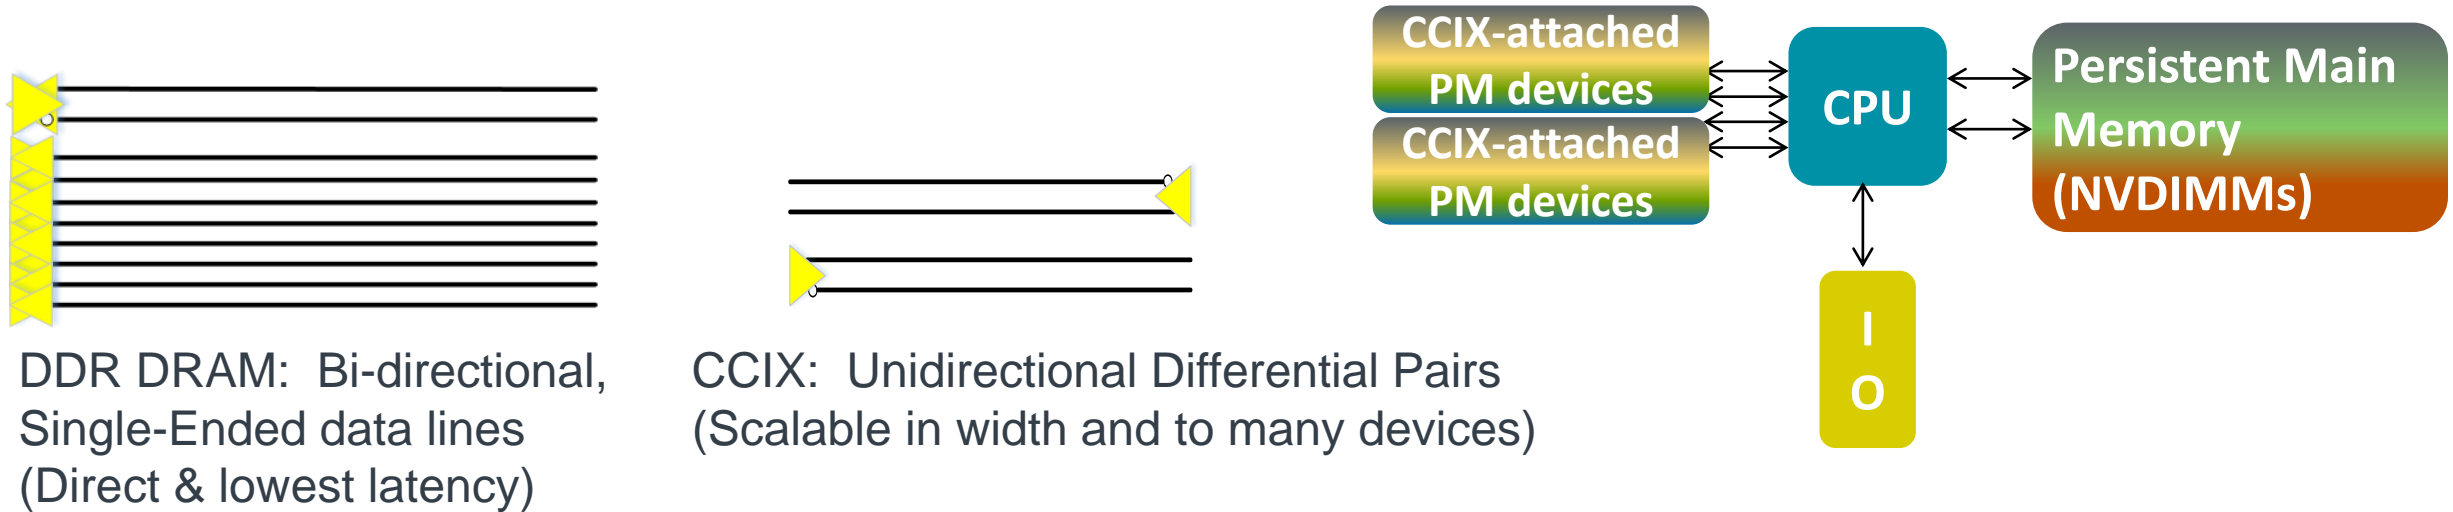 DDR DRAM:  Bi-directional,
Single-Ended data lines
(Direct & lowest latency)
CCIX:  Unidirectional Differential Pairs
(Scalable in width and to many devices)
CCIX-attached
PM devices
CCIX-attached
PM devices
CPU
Persistent Main
Memory
(NVDIMMs)
I
O